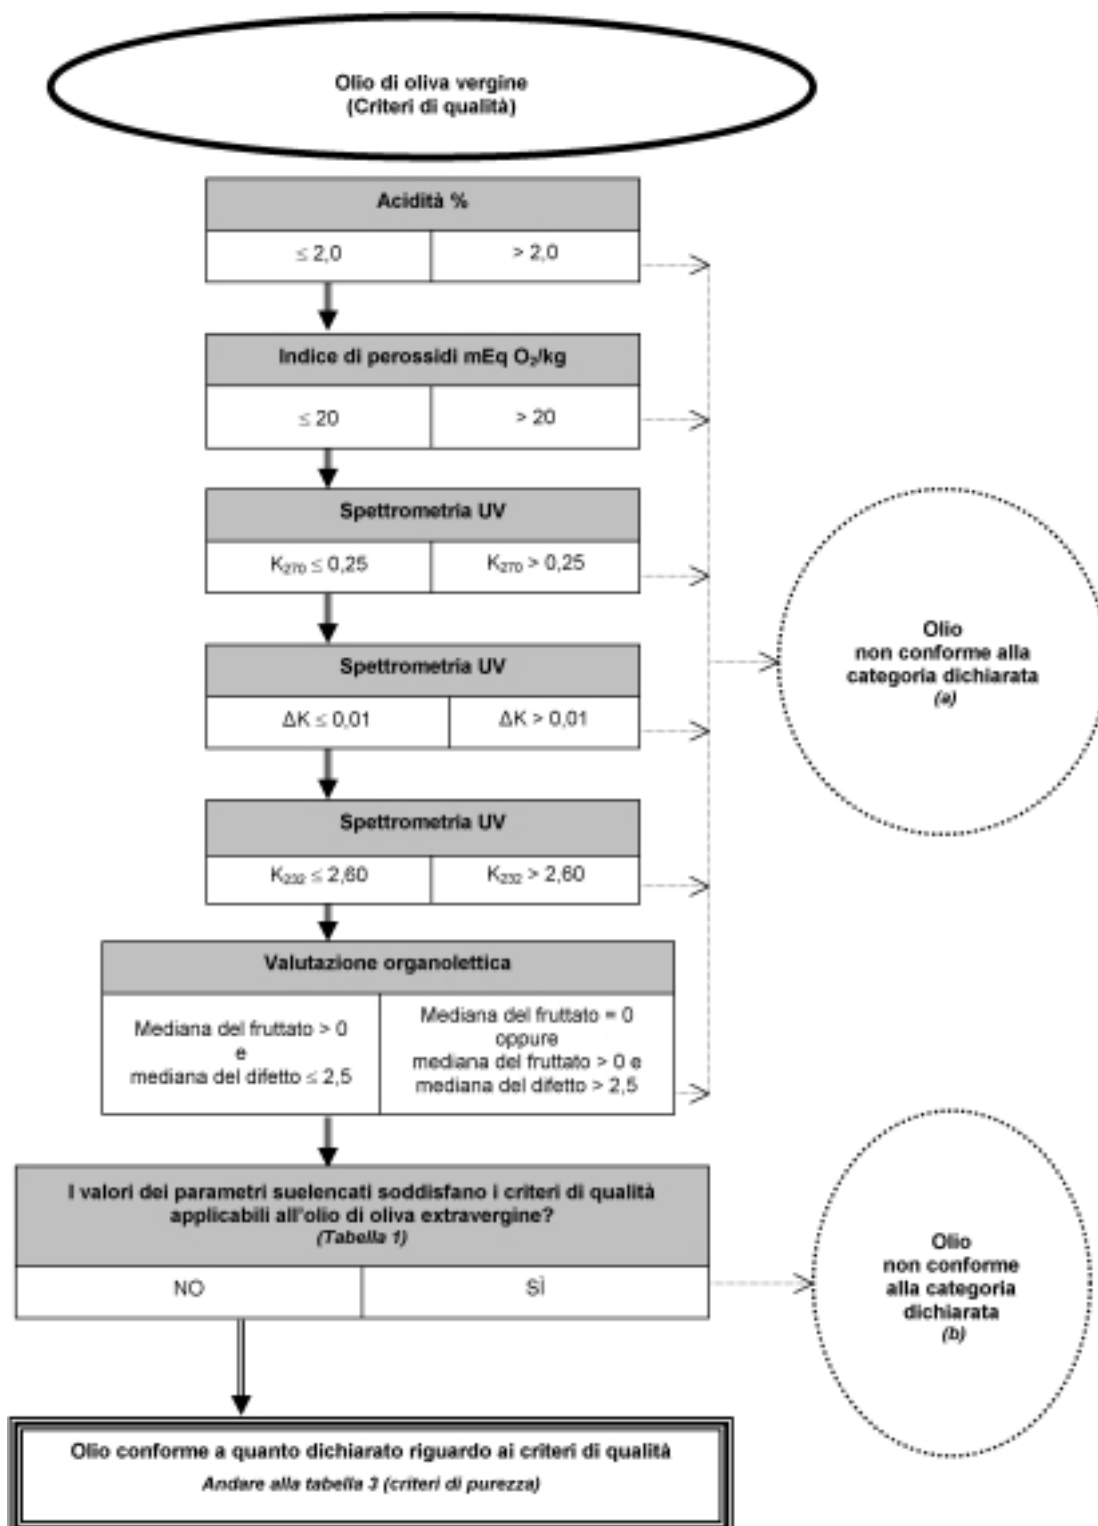 Olio di oliva vergine
(Criteri di qualità)
Acidità %
≤ 2,0
> 2,0
Indice di perossidi mEq O₂/kg
≤ 20
> 20
Spettrometria UV
K₂₇₀ ≤ 0,25
K₂₇₀ > 0,25
Spettrometria UV
ΔK ≤ 0,01
ΔK > 0,01
Spettrometria UV
K₂₃₂ ≤ 2,60
K₂₃₂ > 2,60
Olio
non conforme alla
categoria dichiarata
(a)
Valutazione organolettica
Mediana del fruttato > 0
e
mediana del difetto ≤ 2,5
Mediana del fruttato = 0
oppure
mediana del fruttato > 0 e
mediana del difetto > 2,5
I valori dei parametri suelencati soddisfano i criteri di qualità
applicabili all'olio di oliva extravergine?
(Tabella 1)
NO
SÌ
Olio
non conforme
alla categoria
dichiarata
(b)
Olio conforme a quanto dichiarato riguardo ai criteri di qualità
Andare alla tabella 3 (criteri di purezza)